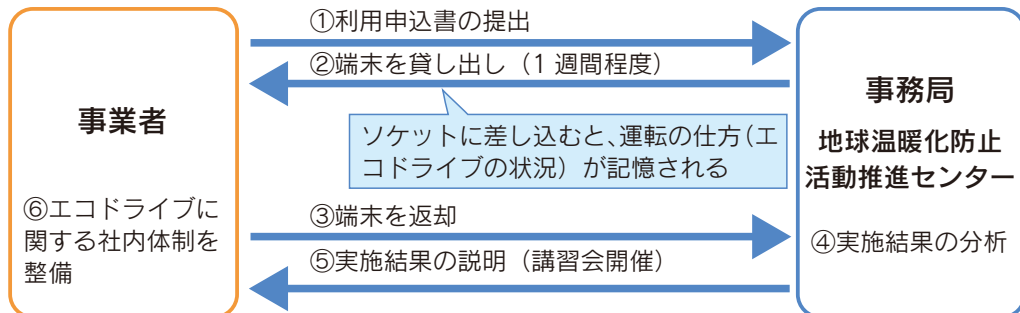 ①利用申込書の提出
②端末を貸し出し（1 週間程度）
事業者
ソケットに差し込むと、運転の仕方（エ
コドライブの状況）が記憶される
事務局
地球温暖化防止
活動推進センター
③端末を返却
⑥エコドライブに
関する社内体制を
整備
④実施結果の分析
⑤実施結果の説明（講習会開催）